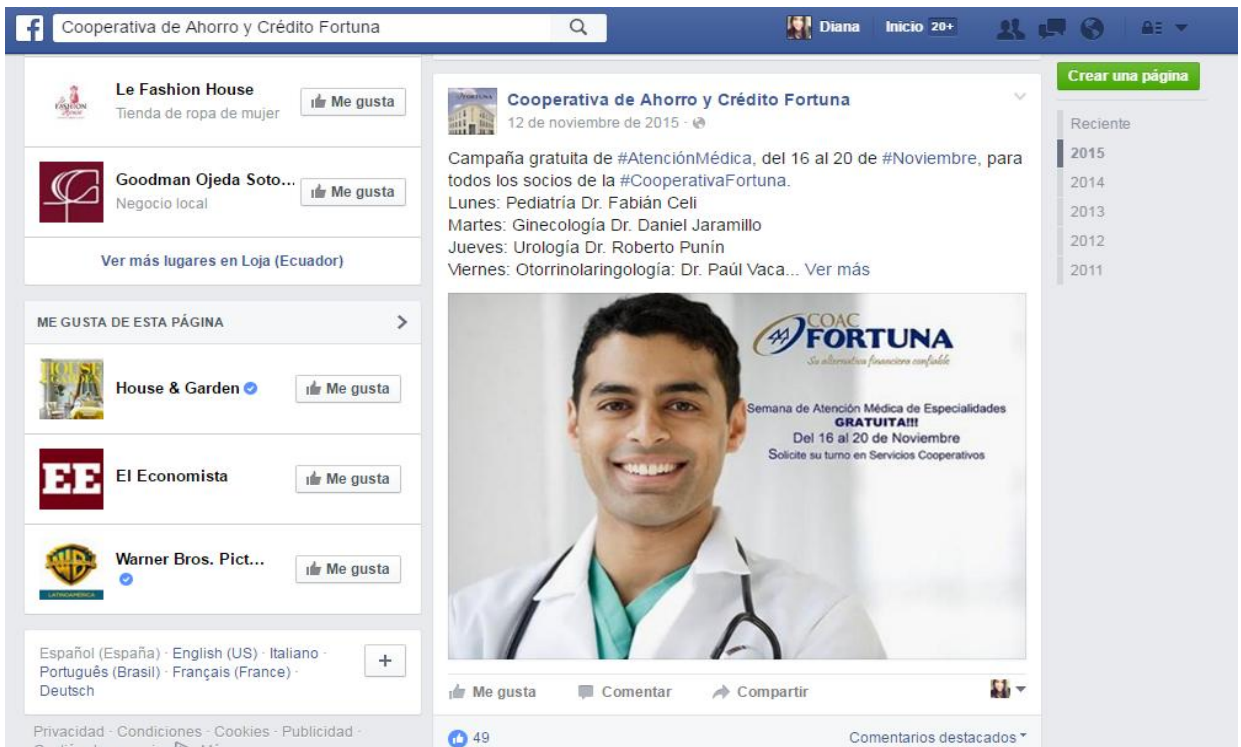 Cooperativa de Ahorro y Crédito Fortuna
Diana
Inicio 20+
Le Fashion House
Tienda de ropa de mujer
Me gusta
Goodman Ojeda Soto...
Negocio local
Me gusta
Ver más lugares en Loja (Ecuador)
ME GUSTA DE ESTA PÁGINA
House & Garden
Me gusta
EE
El Economista
Me gusta
Warner Bros. Pict...
Me gusta
LATINOAMÉRICA
Español (España) · English (US) · Italiano ·
Português (Brasil) · Français (France) ·
Deutsch
Privacidad · Condiciones · Cookies · Publicidad ·
Cooperativa de Ahorro y Crédito Fortuna
12 de noviembre de 2015 ·
Campaña gratuita de #AtenciónMédica, del 16 al 20 de #Noviembre, para
todos los socios de la #CooperativaFortuna.
Lunes: Pediatría Dr. Fabián Celi
Martes: Ginecología Dr. Daniel Jaramillo
Jueves: Urología Dr. Roberto Punín
Viernes: Otorrinolaringología: Dr. Paúl Vaca... Ver más
COAC
FORTUNA
Su alternativa financiera confiable
Semana de Atención Médica de Especialidades
GRATUITA!!!
Del 16 al 20 de Noviembre
Solicite su turno en Servicios Cooperativos
Me gusta
Comentar
Compartir
49
Comentarios destacados
Crear una página
Reciente
2015
2014
2013
2012
2011